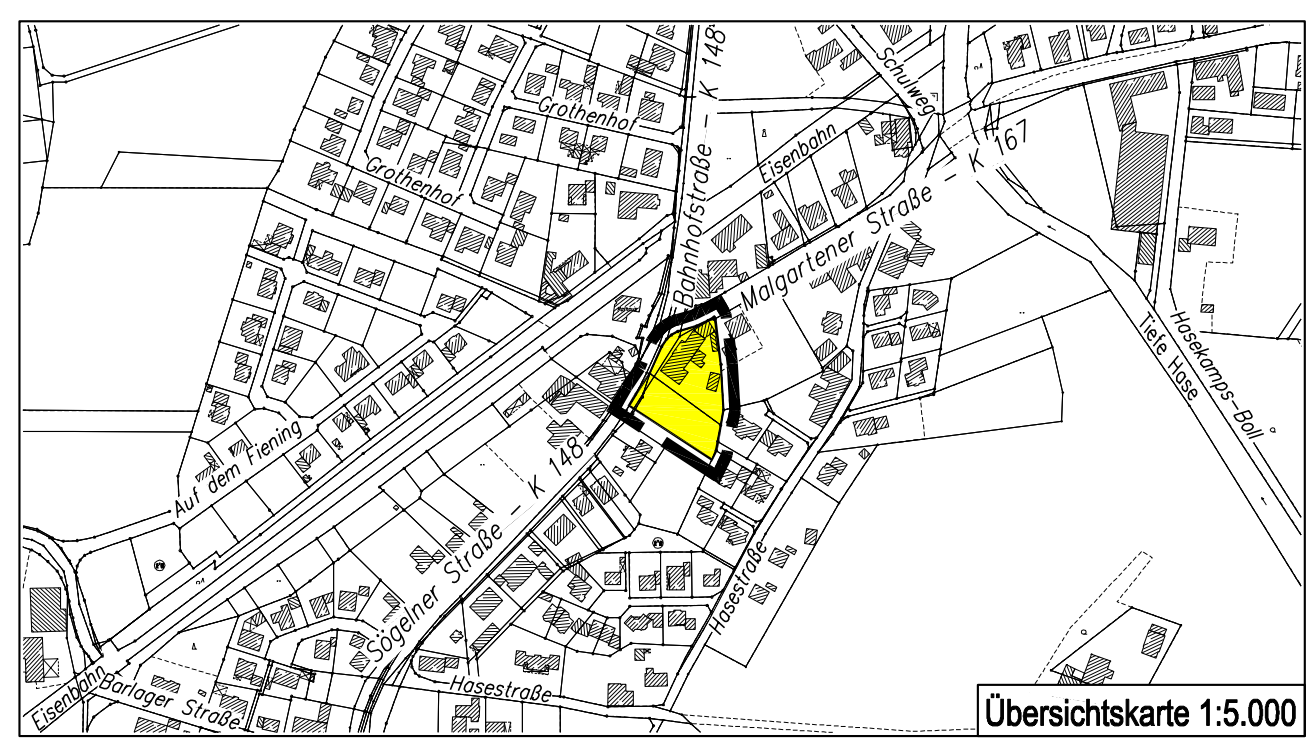 Schulweg
Bahnhofstraße - K 148
Grothenhof
Eisenbahn
Grothenhof
Malgartener Straße - K 167
Hasekamps-Boll
Tiefe Hase
Auf dem Fiening
Sögelner Straße - K 148
Hasestraße
Hasestraße
Eisenbahn
Barlager Straße
Übersichtskarte 1:5.000